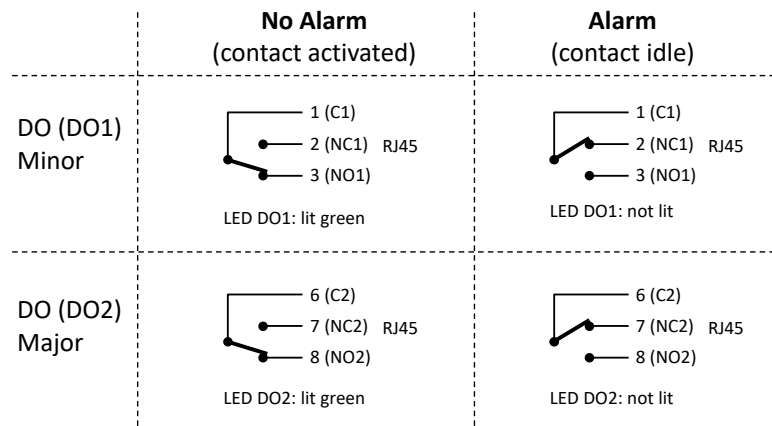 No Alarm
(contact activated)
Alarm
(contact idle)
DO (DO1)
Minor
1 (C1)
2 (NC1) RJ45
3 (NO1)
LED DO1: lit green
1 (C1)
2 (NC1) RJ45
3 (NO1)
LED DO1: not lit
DO (DO2)
Major
6 (C2)
7 (NC2) RJ45
8 (NO2)
LED DO2: lit green
6 (C2)
7 (NC2) RJ45
8 (NO2)
LED DO2: not lit